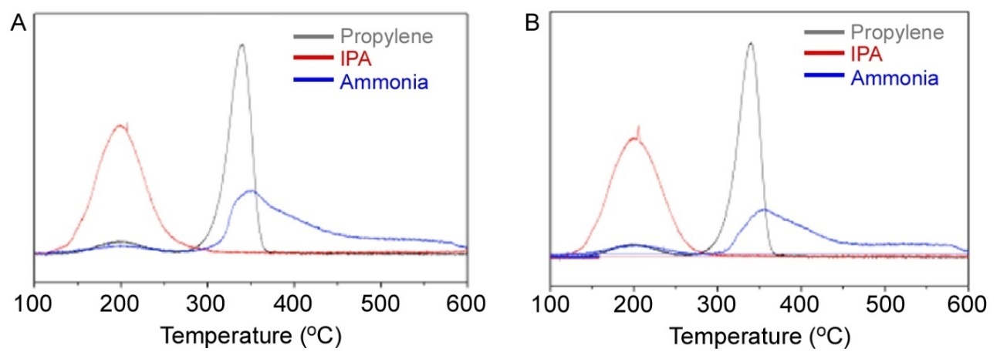 A
Propylene
IPA
Ammonia
100 200 300 400 500 600
Temperature (ºC)
B
Propylene
IPA
Ammonia
100 200 300 400 500 600
Temperature (ºC)